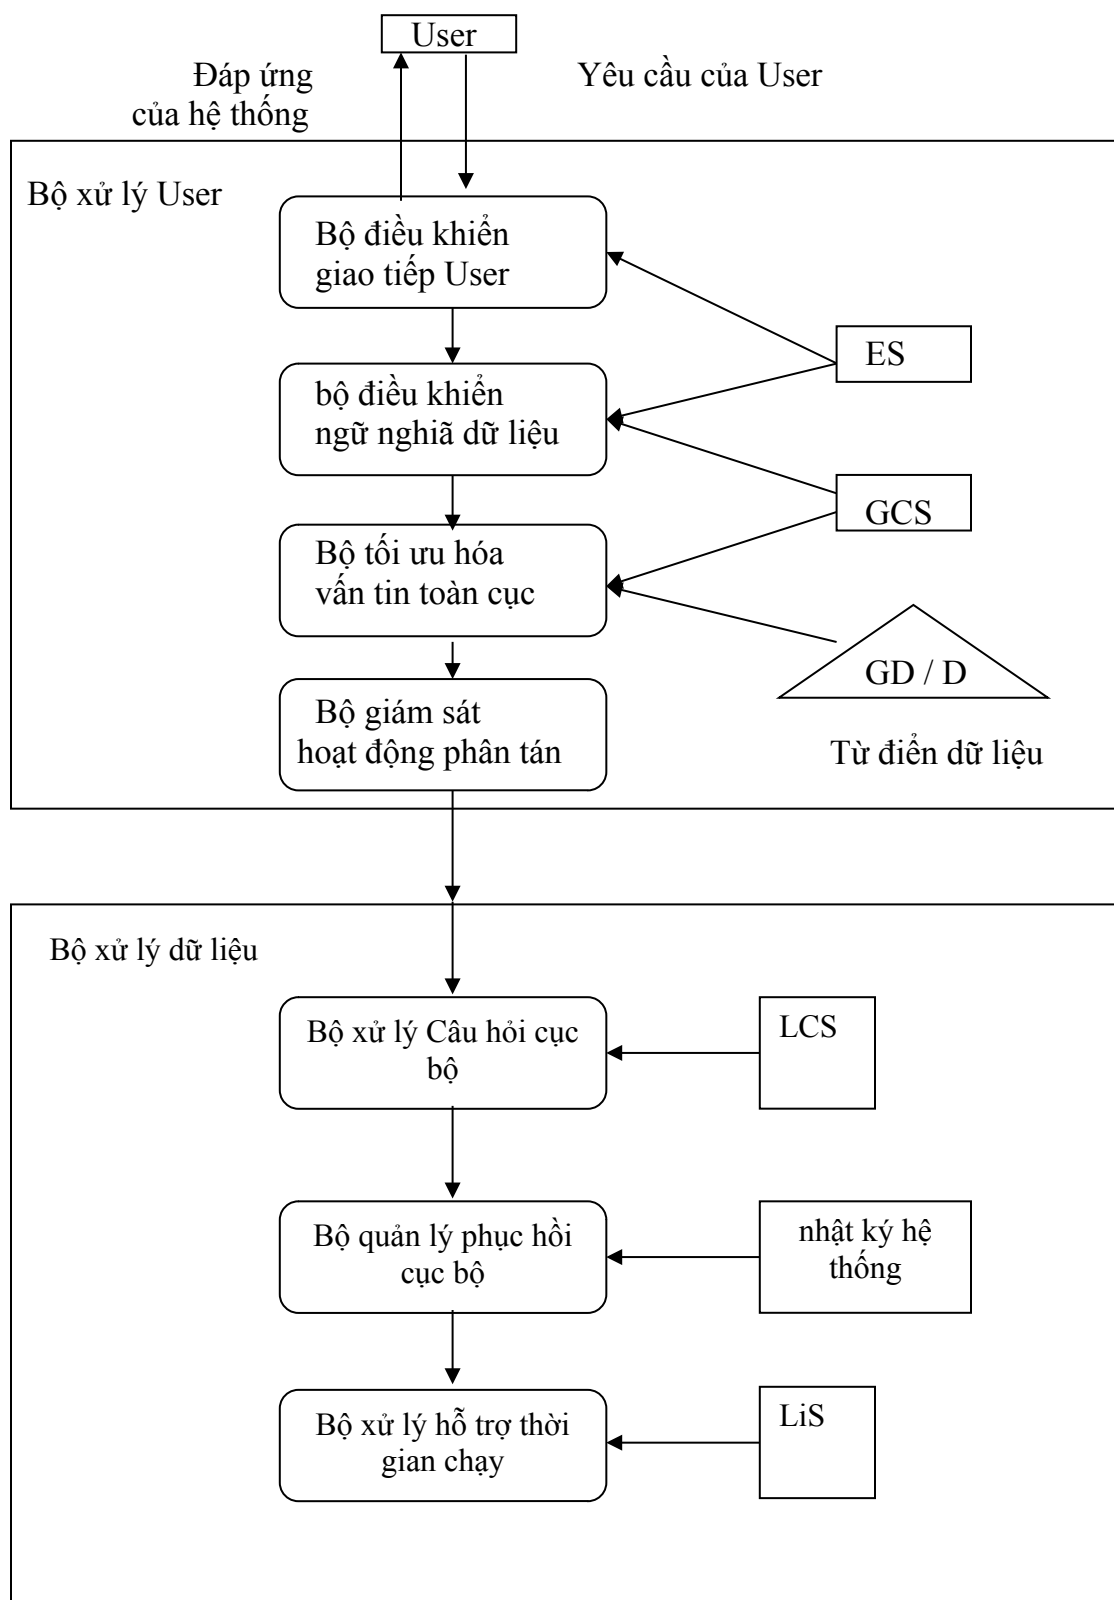 User
Đáp ứng
của hệ thống
Yêu cầu của User
Bộ xử lý User
Bộ điều khiển
giao tiếp User
ES
bộ điều khiển
ngữ nghiã dữ liệu
GCS
Bộ tối ưu hóa
vấn tin toàn cục
GD / D
Bộ giám sát
hoạt động phân tán
Từ điển dữ liệu
Bộ xử lý dữ liệu
Bộ xử lý Câu hỏi cục
bộ
LCS
Bộ quản lý phục hồi
cục bộ
nhật ký hệ
thống
Bộ xử lý hỗ trợ thời
gian chạy
LiS